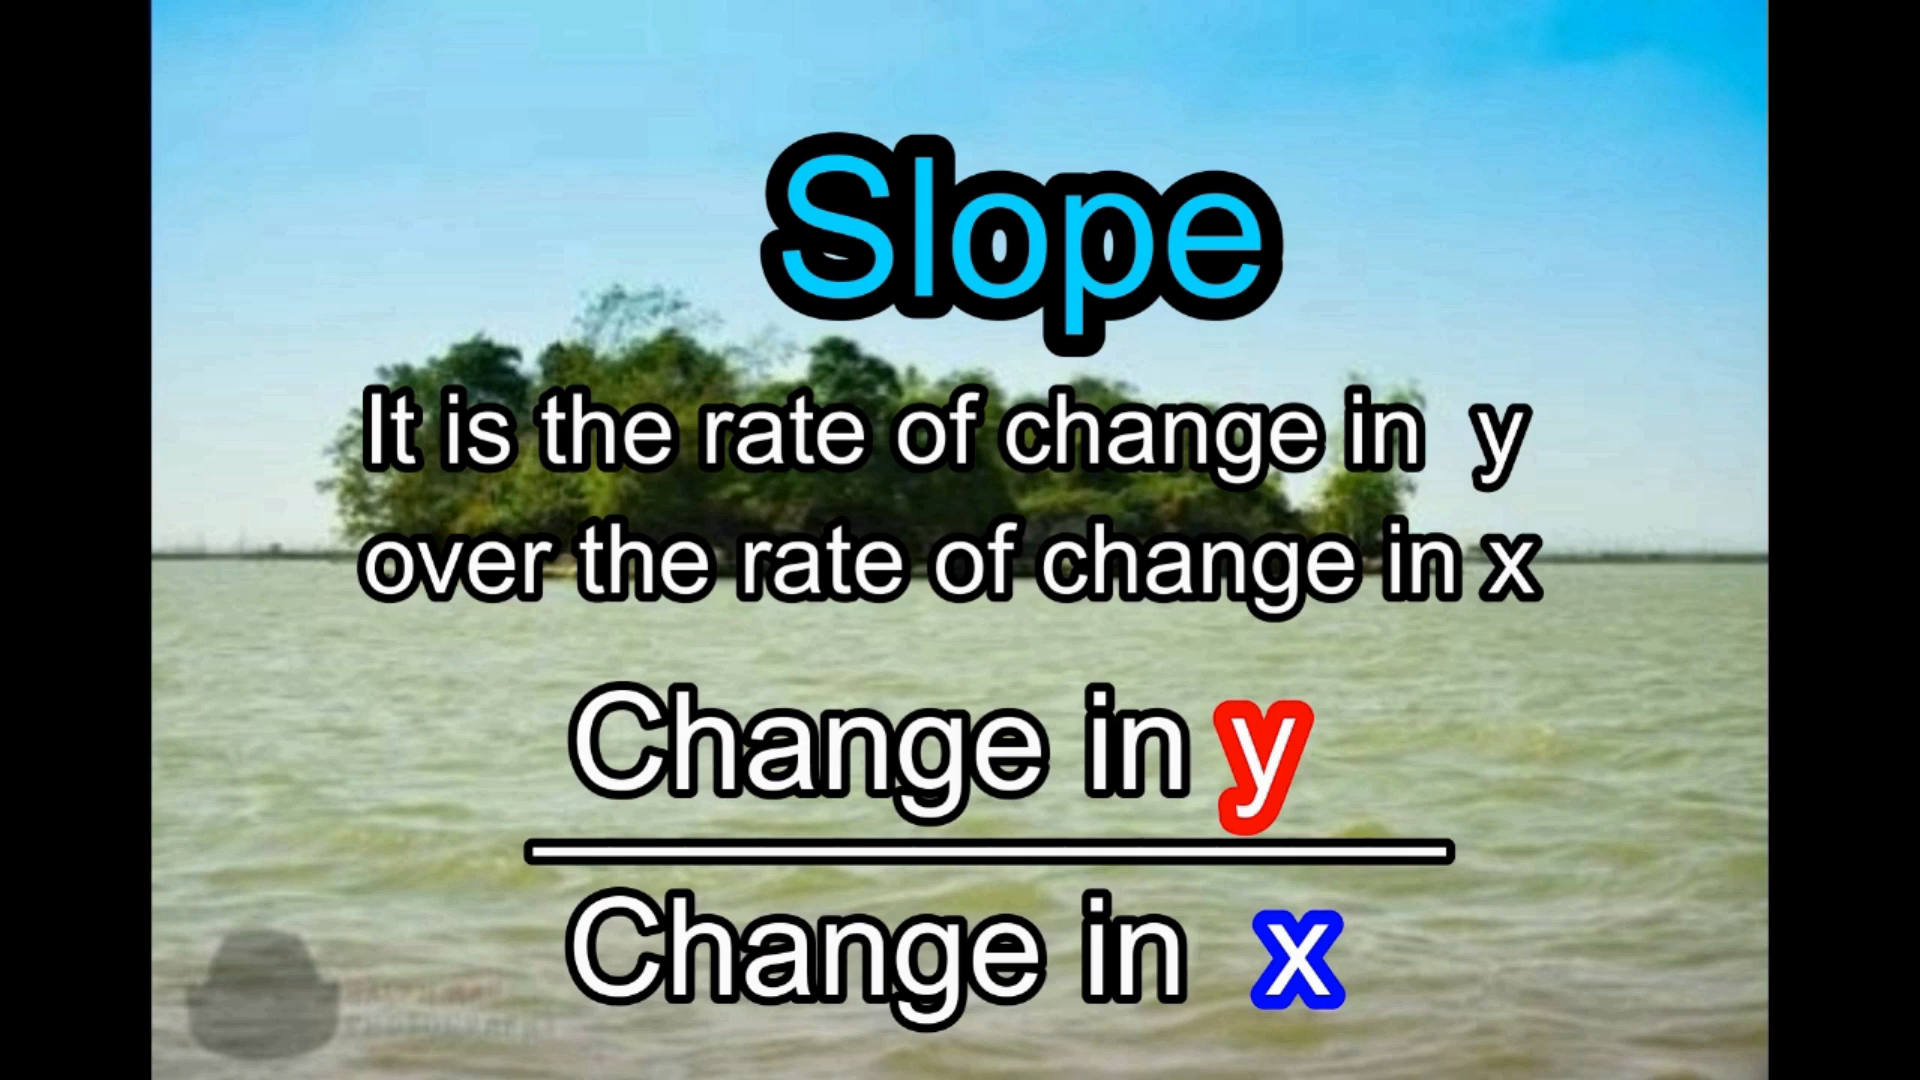 Slope
It is the rate of change in y
over the rate of change in x
Change in y
Change in x